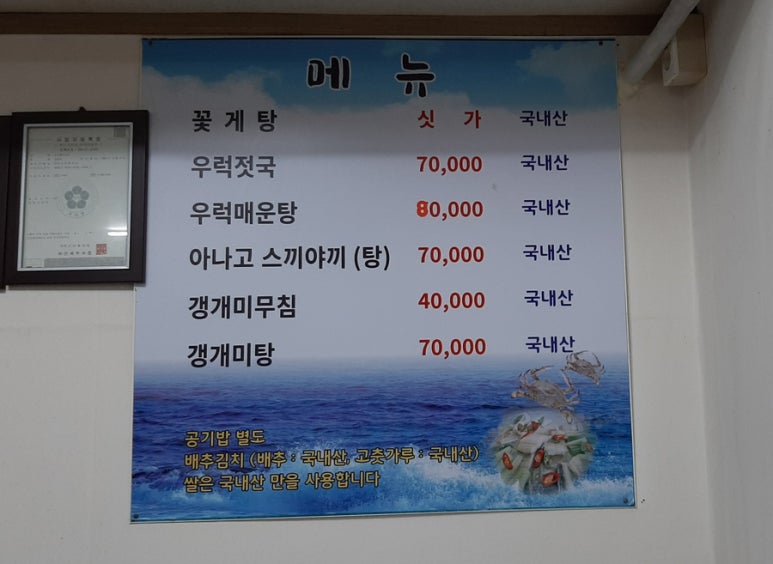 메 뉴
꽃 게 탕 싯 가 국내산
우럭젓국 70,000 국내산
우럭매운탕 80,000 국내산
아나고 스끼야끼 (탕) 70,000 국내산
갱개미무침 40,000 국내산
갱개미탕 70,000 국내산
공기밥 별도
배추김치 (배추 : 국내산, 고춧가루 : 국내산)
쌀은 국내산 만을 사용합니다